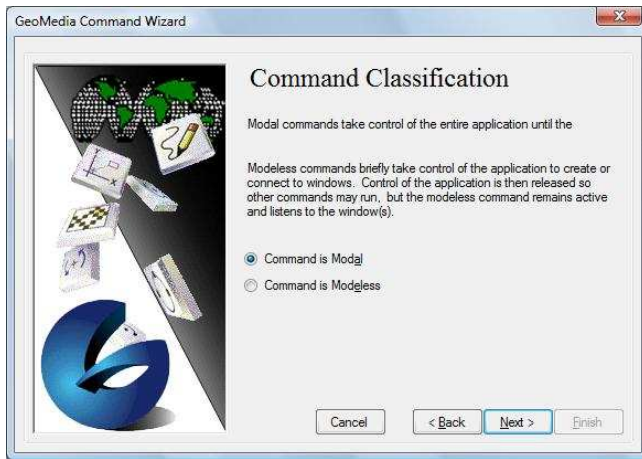 GeoMedia Command Wizard
Command Classification
Modal commands take control of the entire application until the
Modeless commands briefly take control of the application to create or
connect to windows. Control of the application is then released so
other commands may run, but the modeless command remains active
and listens to the window(s).
Command is Modal
Command is Modeless
Cancel
< Back
Next >
Finish